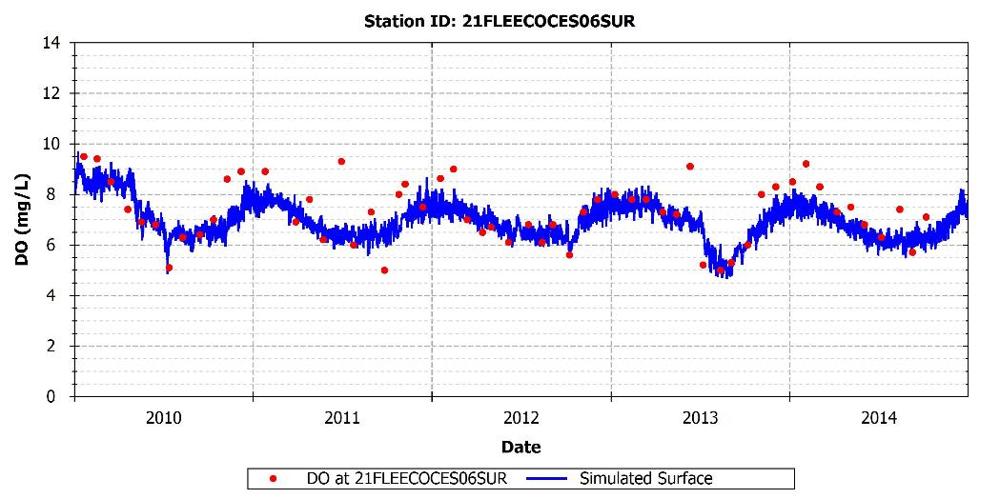 Station ID: 21FLEECOCES06SUR
14
12
10
8
6
4
2
0
DO (mg/L)
2010 2011 2012 2013 2014
Date
DO at 21FLEECOCES06SUR Simulated Surface